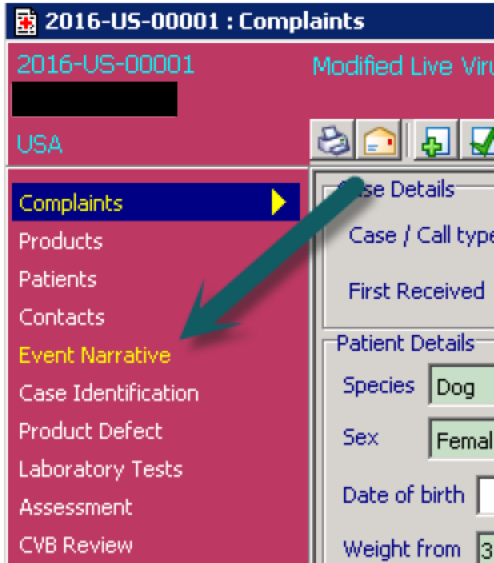 2016-US-00001 : Complaints
2016-US-00001
Modified Live
USA
Complaints
Products
Patients
Contacts
Event Narrative
Case Identification
Product Defect
Laboratory Tests
Assessment
CVB Review
Details
Case / Call type
First Received
Patient Details
Species Dog
Sex Femal
Date of birth
Weight from 3